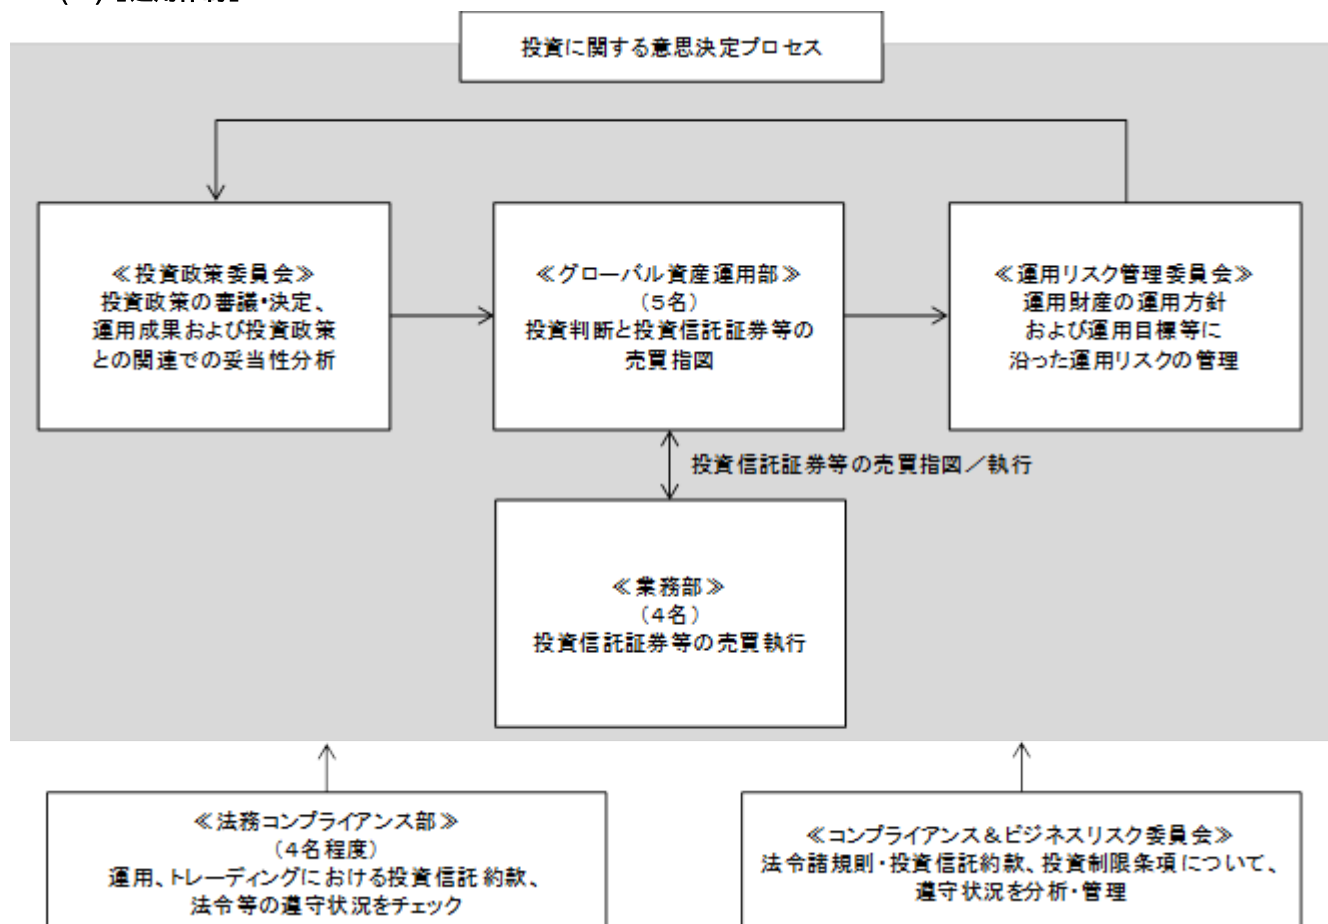 投資に関する意思決定プロセス
≪投資政策委員会≫
投資政策の審議・決定、
運用成果および投資政策
との関連での妥当性分析
≪グローバル資産運用部≫
(5名)
投資判断と投資信託証券等の
売買指図
≪運用リスク管理委員会≫
運用財産の運用方針
および運用目標等に
沿った運用リスクの管理
投資信託証券等の売買指図/執行
≪業務部≫
(4名)
投資信託証券等の売買執行
≪法務コンプライアンス部≫
(4名程度)
運用、トレーディングにおける投資信託約款、
法令等の遵守状況をチェック
≪コンプライアンス&ビジネスリスク委員会≫
法令諸規則・投資信託約款、投資制限条項について、
遵守状況を分析・管理